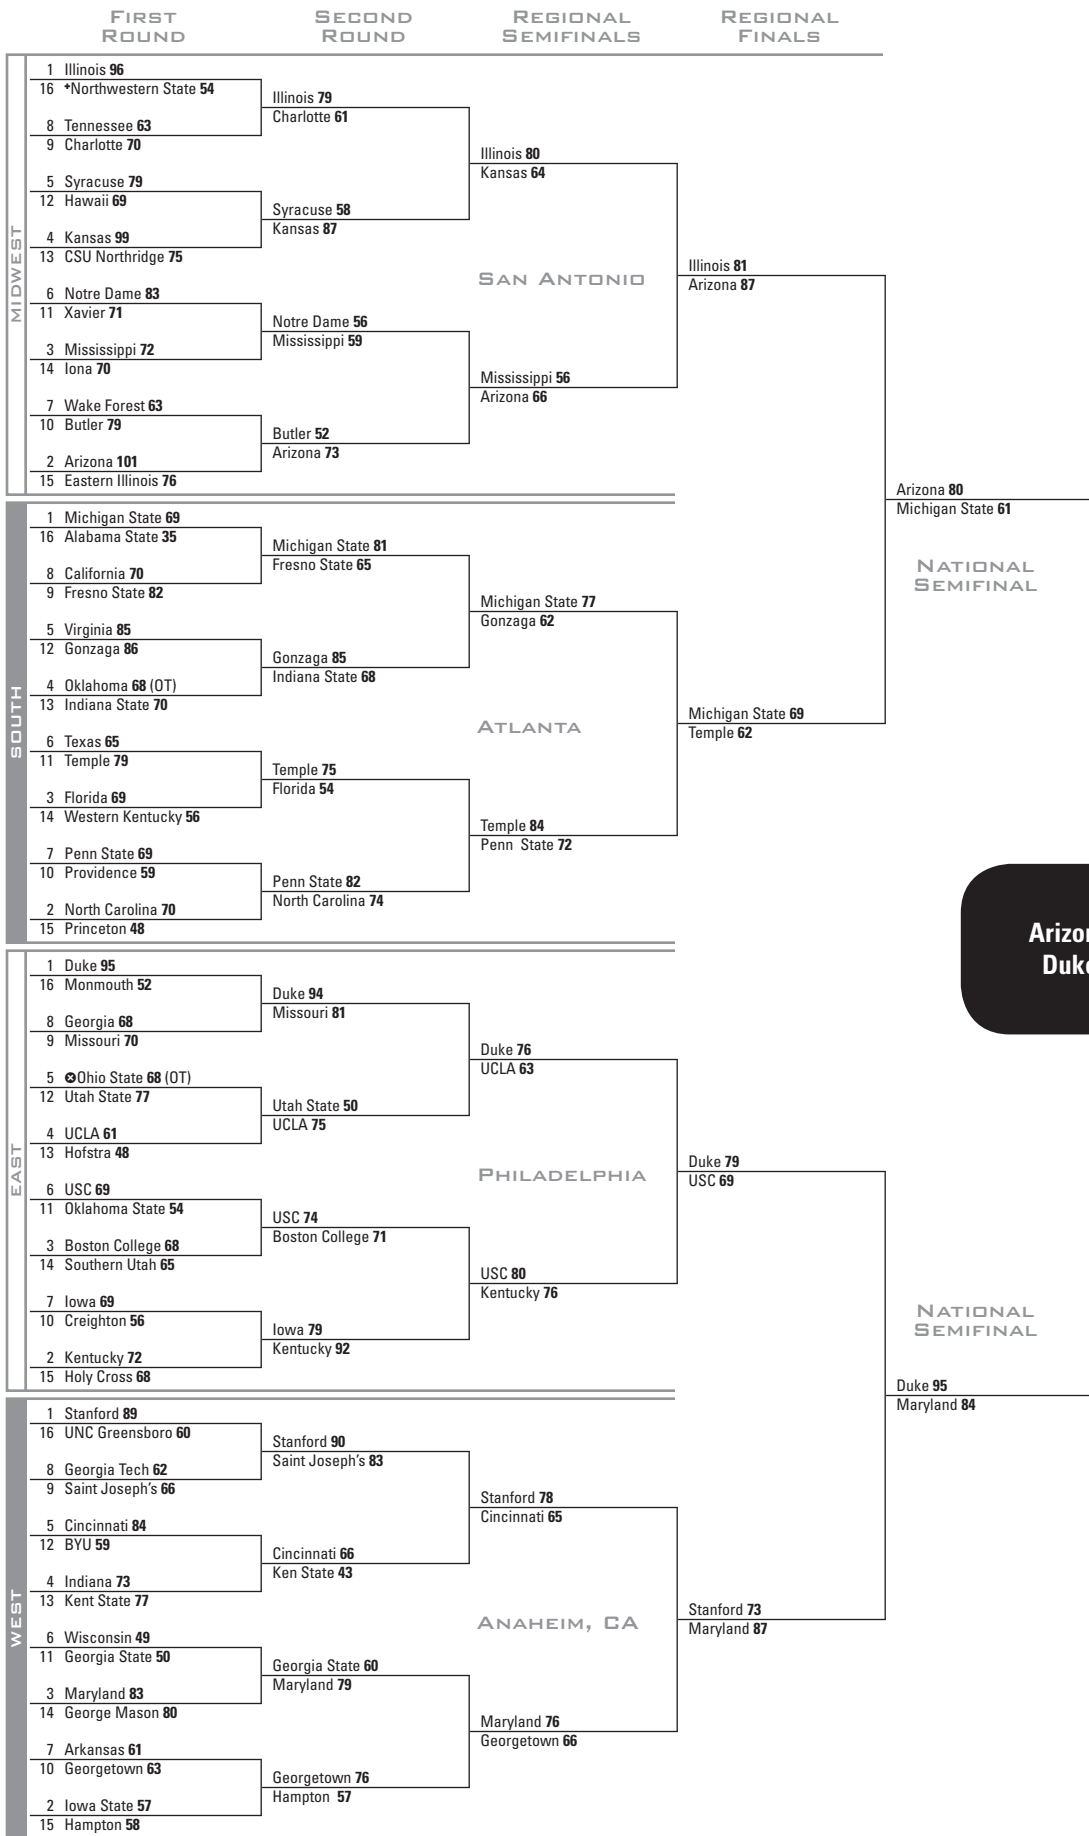 FIRST ROUND
SECOND ROUND
REGIONAL SEMIFINALS
REGIONAL FINALS
MIDWEST
1 Illinois 96
16 +Northwestern State 54
8 Tennessee 63
9 Charlotte 70
5 Syracuse 79
12 Hawaii 69
4 Kansas 99
13 CSU Northridge 75
6 Notre Dame 83
11 Xavier 71
3 Mississippi 72
14 Iona 70
7 Wake Forest 63
10 Butler 79
2 Arizona 101
15 Eastern Illinois 76
Illinois 79
Charlotte 61
Syracuse 58
Kansas 87
Notre Dame 56
Mississippi 59
Butler 52
Arizona 73
Illinois 80
Kansas 64
SAN ANTONIO
Mississippi 56
Arizona 66
Illinois 81
Arizona 87
SOUTH
1 Michigan State 69
16 Alabama State 35
8 California 70
9 Fresno State 82
5 Virginia 85
12 Gonzaga 86
4 Oklahoma 68 (OT)
13 Indiana State 70
6 Texas 65
11 Temple 79
3 Florida 69
14 Western Kentucky 56
7 Penn State 69
10 Providence 59
2 North Carolina 70
15 Princeton 48
Michigan State 81
Fresno State 65
Gonzaga 85
Indiana State 68
Temple 75
Florida 54
Penn State 82
North Carolina 74
Michigan State 77
Gonzaga 62
ATLANTA
Temple 84
Penn State 72
Michigan State 69
Temple 62
Arizona 80
Michigan State 61
NATIONAL SEMIFINAL
EAST
1 Duke 95
16 Monmouth 52
8 Georgia 68
9 Missouri 70
5 ✪Ohio State 68 (OT)
12 Utah State 77
4 UCLA 61
13 Hofstra 48
6 USC 69
11 Oklahoma State 54
3 Boston College 68
14 Southern Utah 65
7 Iowa 69
10 Creighton 56
2 Kentucky 72
15 Holy Cross 68
Duke 94
Missouri 81
Utah State 50
UCLA 75
USC 74
Boston College 71
Iowa 79
Kentucky 92
Duke 76
UCLA 63
PHILADELPHIA
USC 80
Kentucky 76
Duke 79
USC 69
WEST
1 Stanford 89
16 UNC Greensboro 60
8 Georgia Tech 62
9 Saint Joseph's 66
5 Cincinnati 84
12 BYU 59
4 Indiana 73
13 Kent State 77
6 Wisconsin 49
11 Georgia State 50
3 Maryland 83
14 George Mason 80
7 Arkansas 61
10 Georgetown 63
2 Iowa State 57
15 Hampton 58
Stanford 90
Saint Joseph's 83
Cincinnati 66
Ken State 43
Georgia State 60
Maryland 79
Georgetown 76
Hampton 57
Stanford 78
Cincinnati 65
ANAHEIM, CA
Maryland 76
Georgetown 66
Stanford 73
Maryland 87
NATIONAL SEMIFINAL
Duke 95
Maryland 84